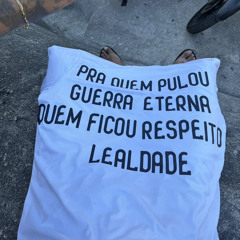 PRA QUEM PULOU
GUERRA ETERNA
QUEM FICOU RESPEITO
LEALDADE